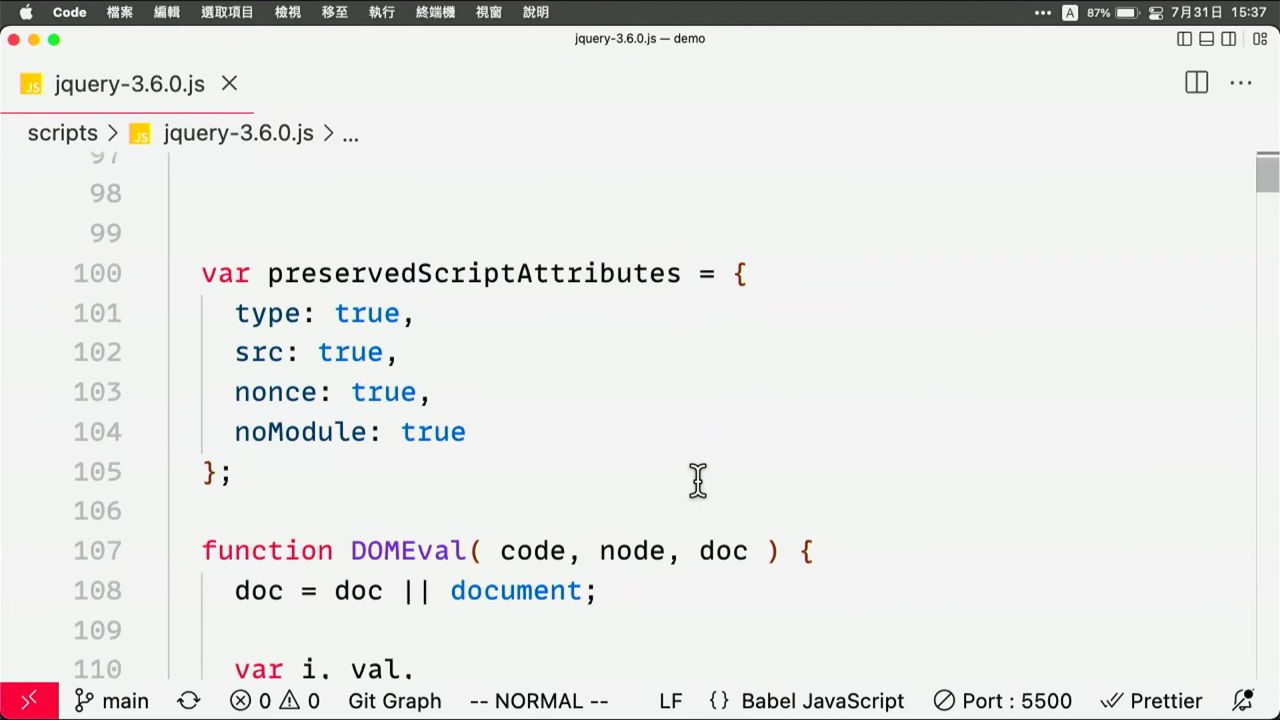 Code 檔案 編輯 選取項目 檢視 移至 執行 終端機 視窗 說明 ••• A 87% 7月31日 15:37
jquery-3.6.0.js — demo
JS jquery-3.6.0.js
scripts > JS jquery-3.6.0.js > ...
97
98
99
100 var preservedScriptAttributes = {
101 type: true,
102 src: true,
103 nonce: true,
104 noModule: true
105 };
106
107 function DOMEval( code, node, doc ) {
108 doc = doc || document;
109
110 var i, val,
main 0 0 Git Graph -- NORMAL -- LF {} Babel JavaScript Port : 5500 Prettier